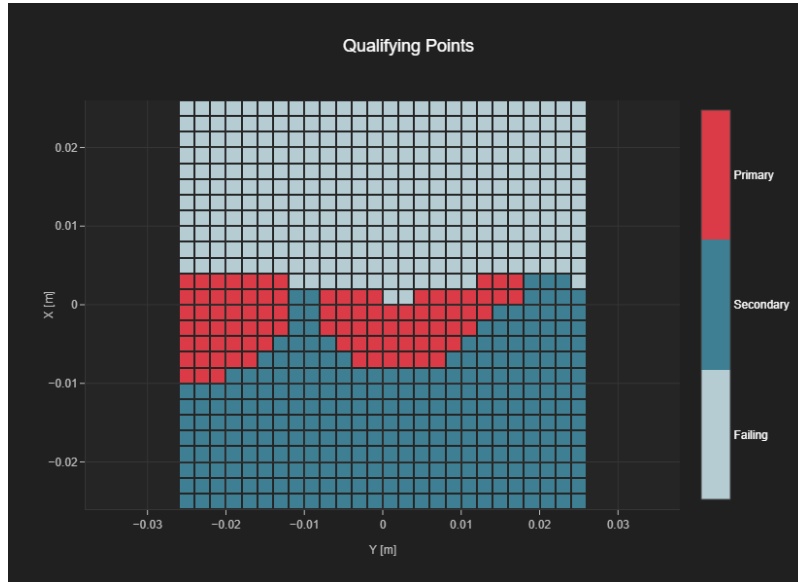 Qualifying Points
0.02
0.01
0
−0.01
−0.02
X [m]
−0.03
−0.02
−0.01
0
0.01
0.02
0.03
Y [m]
Primary
Secondary
Failing